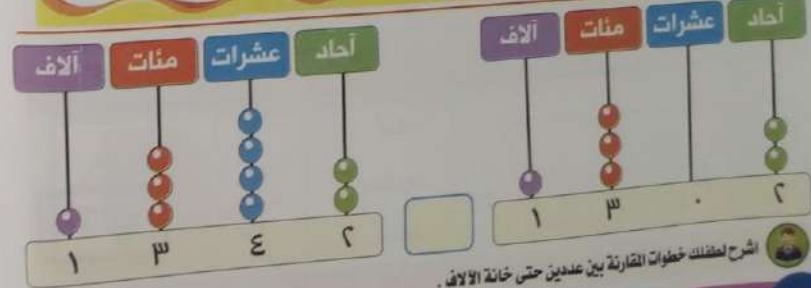 آحاد عشرات مئات آلاف
آحاد عشرات مئات آلاف
١ ٣ ٠ ٢
١ ٣ ٤ ٢
اشرح لطفلك خطوات المقارنة بين عددين حتى خانة الآلاف .